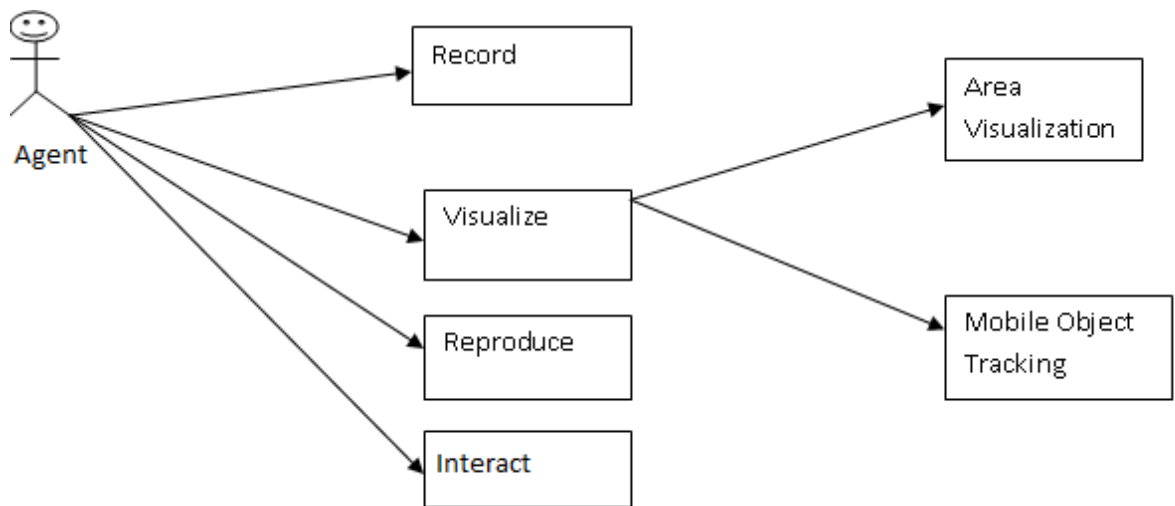 Agent
Record
Visualize
Reproduce
Interact
Area
Visualization
Mobile Object
Tracking